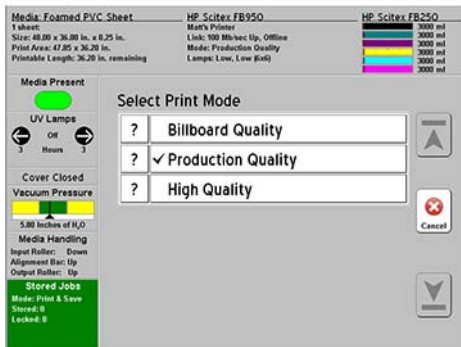 Media: Foamed PVC Sheet
1 sheet:
Size: 48.00 x 36.00 in. x 0.25 in.
Print Area: 47.85 x 36.20 in.
Printable Length: 36.20 in. remaining
HP Scitex FB950
Matt's Printer
Link: 100 Mb/sec Up, Offline
Mode: Production Quality
Lamps: Low, Low (6x6)
HP Scitex FB250
3000 ml
3000 ml
3000 ml
3000 ml
3000 ml
3000 ml
Media Present
UV Lamps
Off
3 Hours 3
Cover Closed
Vacuum Pressure
5.80 Inches of H₂O
Media Handling
Input Roller: Down
Alignment Bar: Up
Output Roller: Up
Stored Jobs
Mode: Print & Save
Stored: 0
Locked: 0
Select Print Mode
? Billboard Quality
? ✓ Production Quality
? High Quality
Cancel